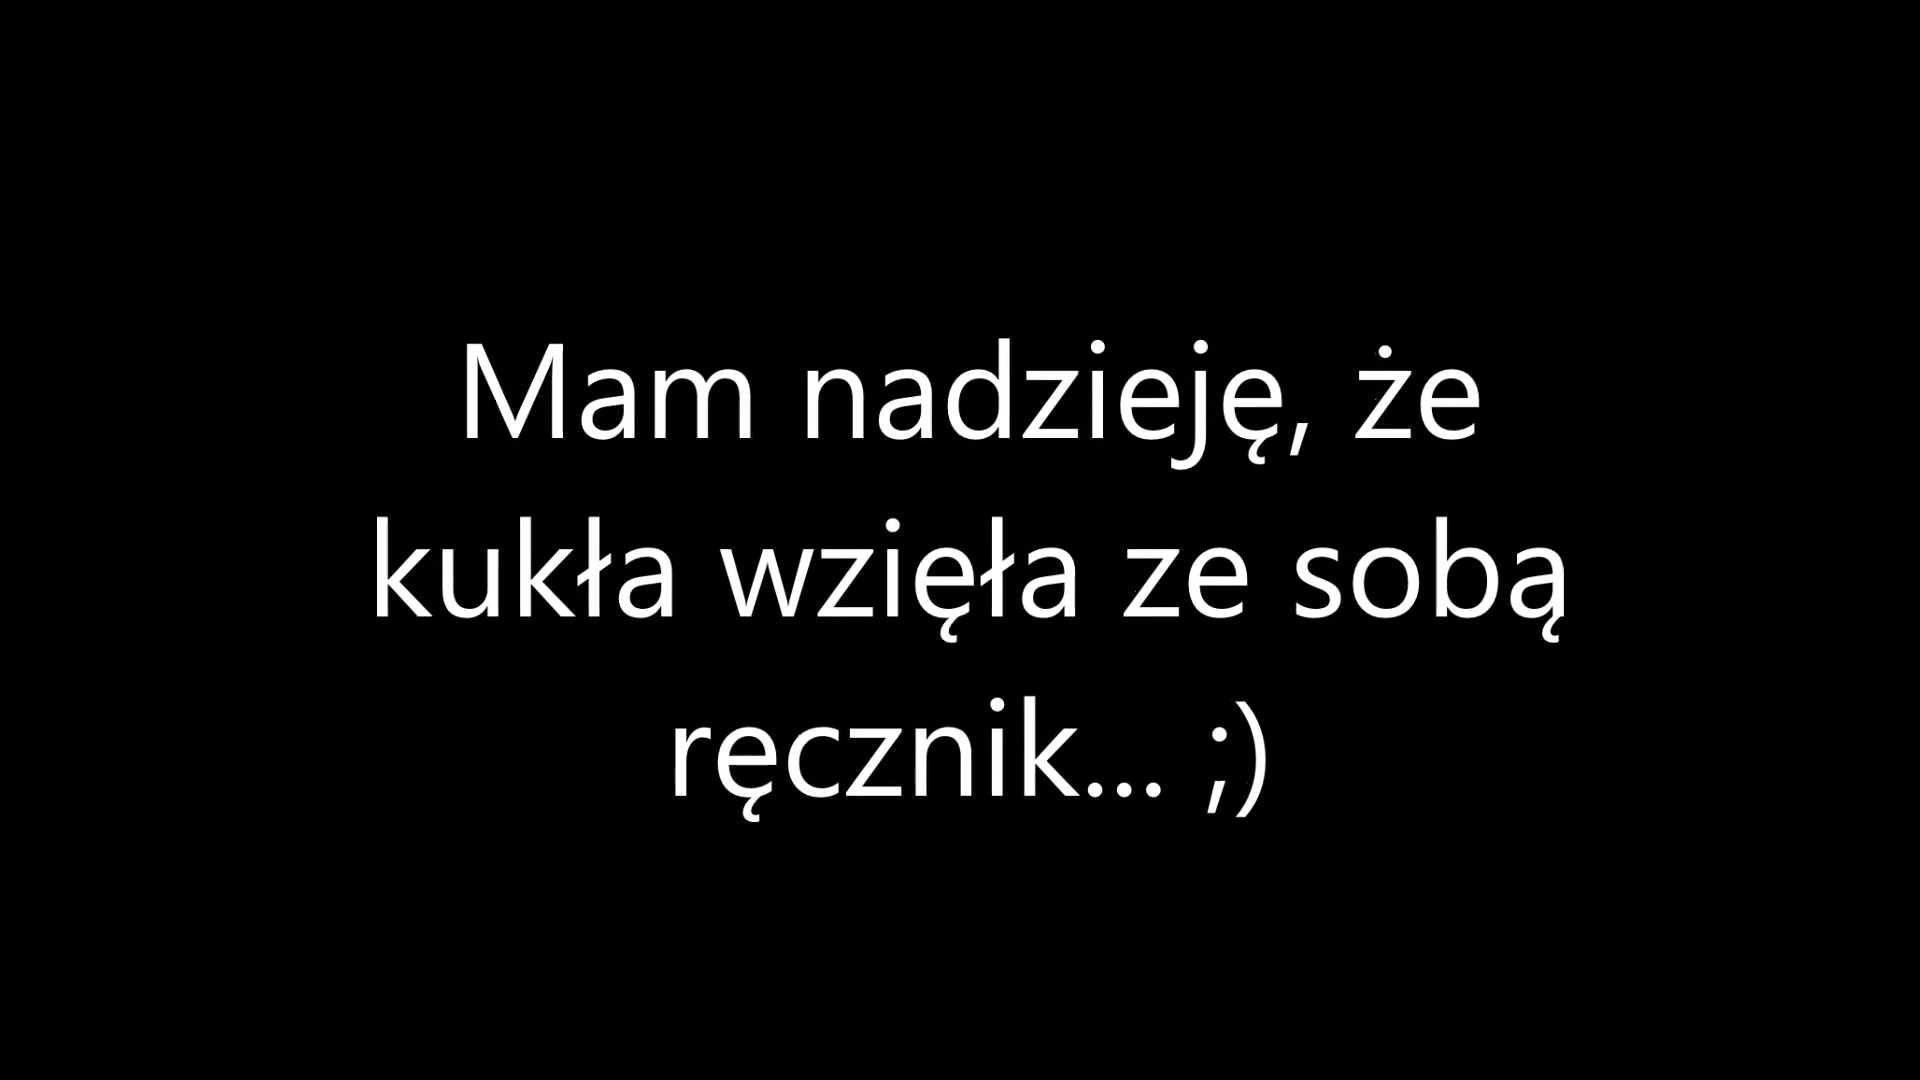 Mam nadzieję, że
kukła wzięła ze sobą
ręcznik... ;)